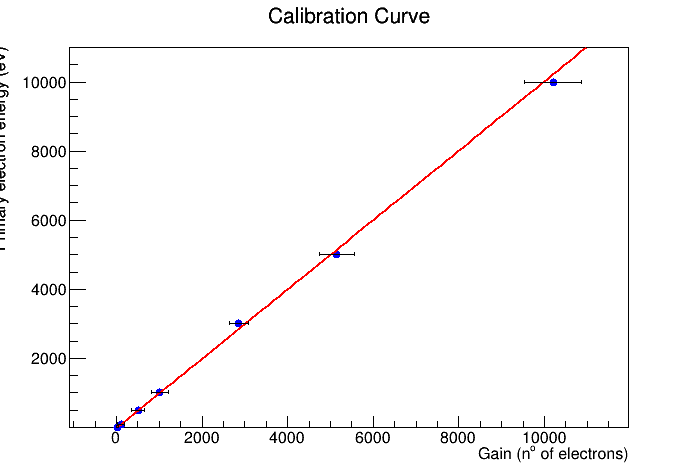 Calibration Curve
Primary electron energy (eV)
10000
8000
6000
4000
2000
0 2000 4000 6000 8000 10000
Gain (nº of electrons)